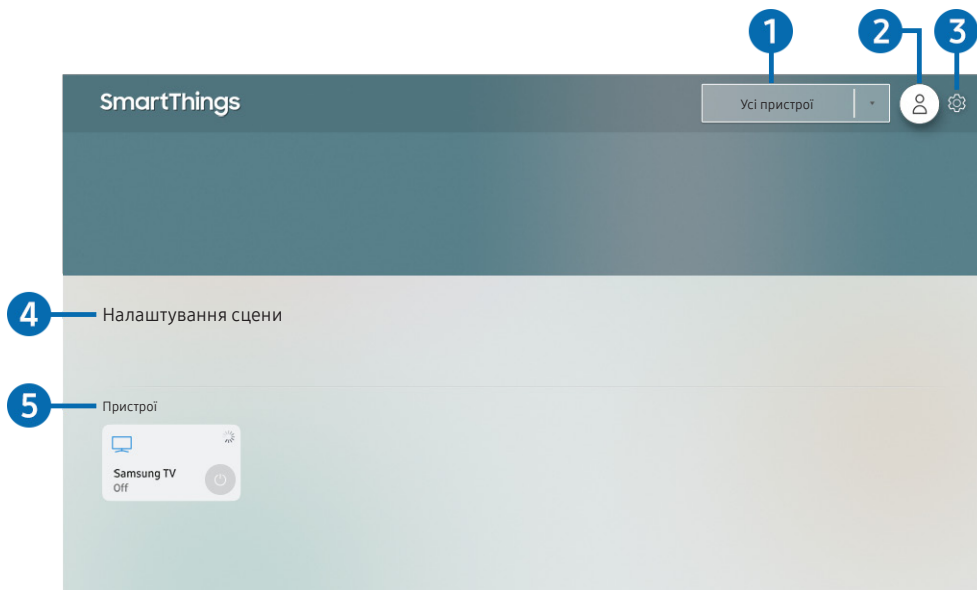 1 2 3
SmartThings
Усі пристрої
4 Налаштування сцени
5 Пристрої
Samsung TV
Off